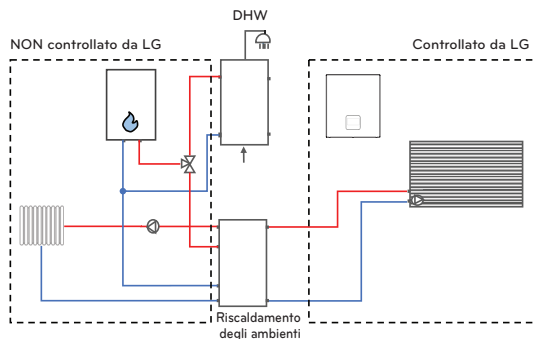 DHW
NON controllato da LG
Controllato da LG
Riscaldamento
degli ambienti